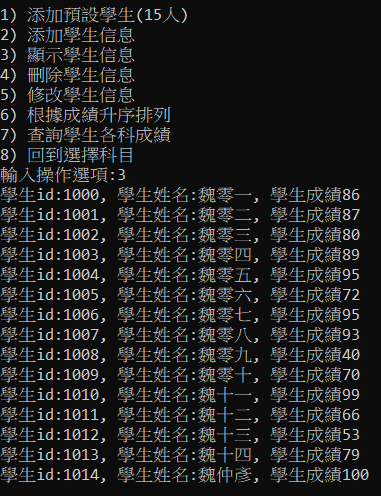 1) 添加預設學生(15人)
2) 添加學生信息
3) 顯示學生信息
4) 刪除學生信息
5) 修改學生信息
6) 根據成績升序排列
7) 查詢學生各科成績
8) 回到選擇科目
輸入操作選項:3
學生id:1000, 學生姓名:魏零一, 學生成績86
學生id:1001, 學生姓名:魏零二, 學生成績87
學生id:1002, 學生姓名:魏零三, 學生成績80
學生id:1003, 學生姓名:魏零四, 學生成績89
學生id:1004, 學生姓名:魏零五, 學生成績95
學生id:1005, 學生姓名:魏零六, 學生成績72
學生id:1006, 學生姓名:魏零七, 學生成績95
學生id:1007, 學生姓名:魏零八, 學生成績93
學生id:1008, 學生姓名:魏零九, 學生成績40
學生id:1009, 學生姓名:魏零十, 學生成績70
學生id:1010, 學生姓名:魏十一, 學生成績99
學生id:1011, 學生姓名:魏十二, 學生成績66
學生id:1012, 學生姓名:魏十三, 學生成績53
學生id:1013, 學生姓名:魏十四, 學生成績79
學生id:1014, 學生姓名:魏仲彥, 學生成績100